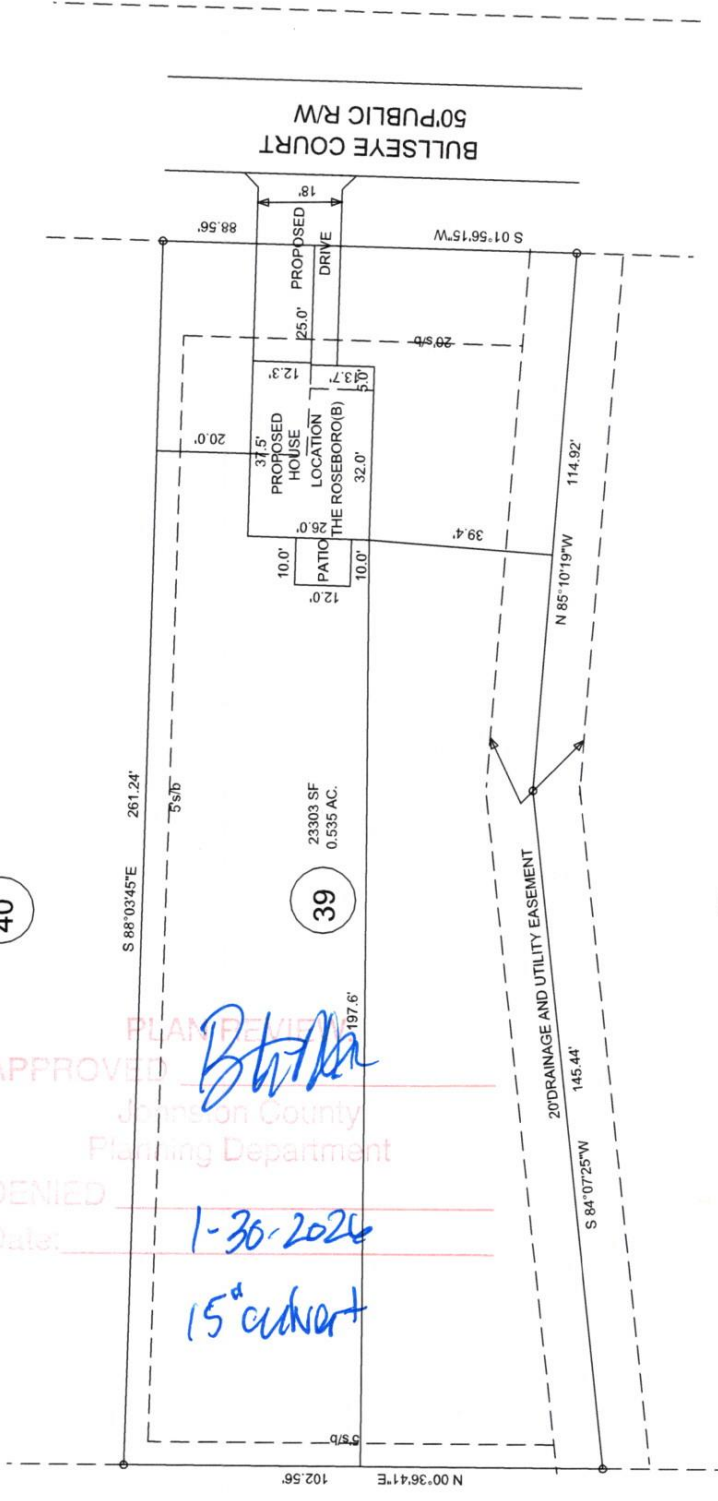 BULLSEYE COURT
50'PUBLIC R/W
18'
PROPOSED
DRIVE
88.56'
S 01°56'15"W
25.0'
20's/b
12.3'
13.7'
5.0'
20.0'
37.5'
PROPOSED
HOUSE
LOCATION
THE ROSEBORO(B)
32.0'
26.0'
10.0'
PATIO
10.0'
12.0'
39.4'
114.92'
N 85°10'19"W
261.24'
S 88°03'45"E
5's/b
23303 SF
0.535 AC.
39
40
20'DRAINAGE AND UTILITY EASEMENT
145.44'
S 84°07'25"W
197.6'
PLAN REVIEW
APPROVED
Johnston County
Planning Department
DENIED
Date:
1-30-2026
15" culvert
5's/b
102.56'
N 00°36'41"E